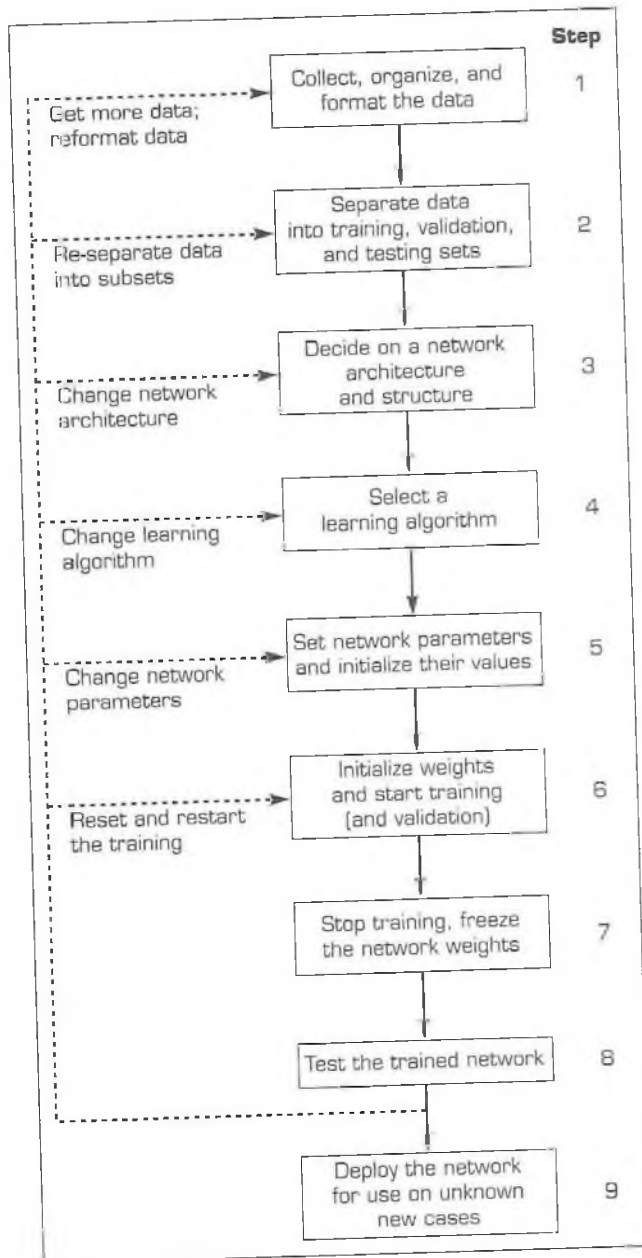 Step
Collect, organize, and
format the data
1
Get more data;
reformat data
Separate data
into training, validation,
and testing sets
2
Re-separate data
into subsets
Decide on a network
architecture
and structure
3
Change network
architecture
Select a
learning algorithm
4
Change learning
algorithm
Set network parameters
and initialize their values
5
Change network
parameters
Initialize weights
and start training
(and validation)
6
Reset and restart
the training
Stop training, freeze
the network weights
7
Test the trained network
8
Deploy the network
for use on unknown
new cases
9